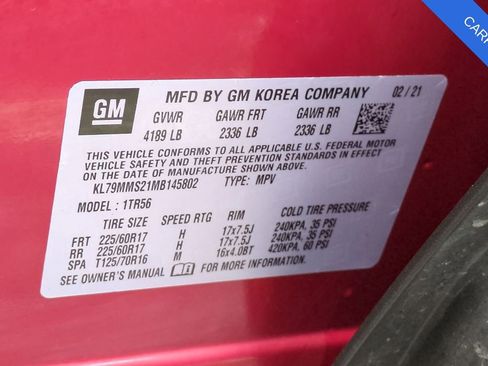 CARF
GM
MFD BY GM KOREA COMPANY 02/21
GVWR GAWR FRT GAWR RR
4189 LB 2336 LB 2336 LB
THIS VEHICLE CONFORMS TO ALL APPLICABLE U.S. FEDERAL MOTOR
VEHICLE SAFETY AND THEFT PREVENTION STANDARDS IN EFFECT
ON THE DATE OF MANUFACTURE SHOWN ABOVE.
KL79MMS21MB145802 TYPE: MPV
MODEL : 1TR56
TIRE SIZE SPEED RTG RIM COLD TIRE PRESSURE
FRT 225/60R17 H 17x7.5J 240KPA, 35 PSI
RR 225/60R17 H 17x7.5J 240KPA, 35 PSI
SPA T125/70R16 M 16x4.0BT 420KPA, 60 PSI
SEE OWNER'S MANUAL FOR MORE INFORMATION.